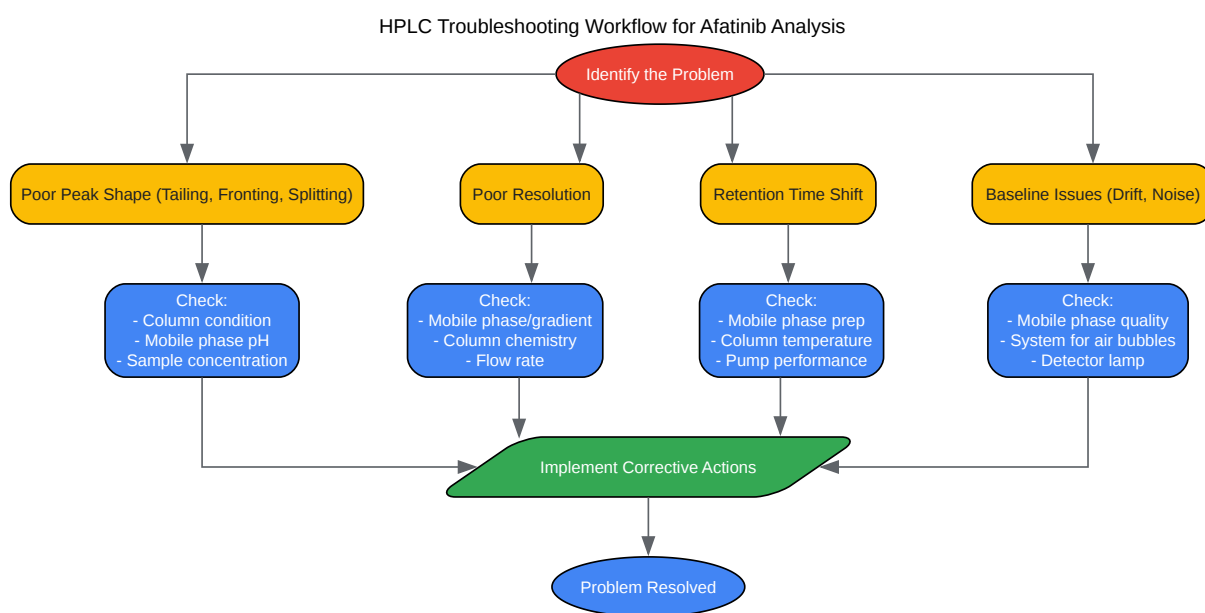 HPLC Troubleshooting Workflow for Afatinib Analysis
Identify the Problem
Poor Peak Shape (Tailing, Fronting, Splitting)
Poor Resolution
Retention Time Shift
Baseline Issues (Drift, Noise)
Check:
- Column condition
- Mobile phase pH
- Sample concentration
Check:
- Mobile phase/gradient
- Column chemistry
- Flow rate
Check:
- Mobile phase prep
- Column temperature
- Pump performance
Check:
- Mobile phase quality
- System for air bubbles
- Detector lamp
Implement Corrective Actions
Problem Resolved